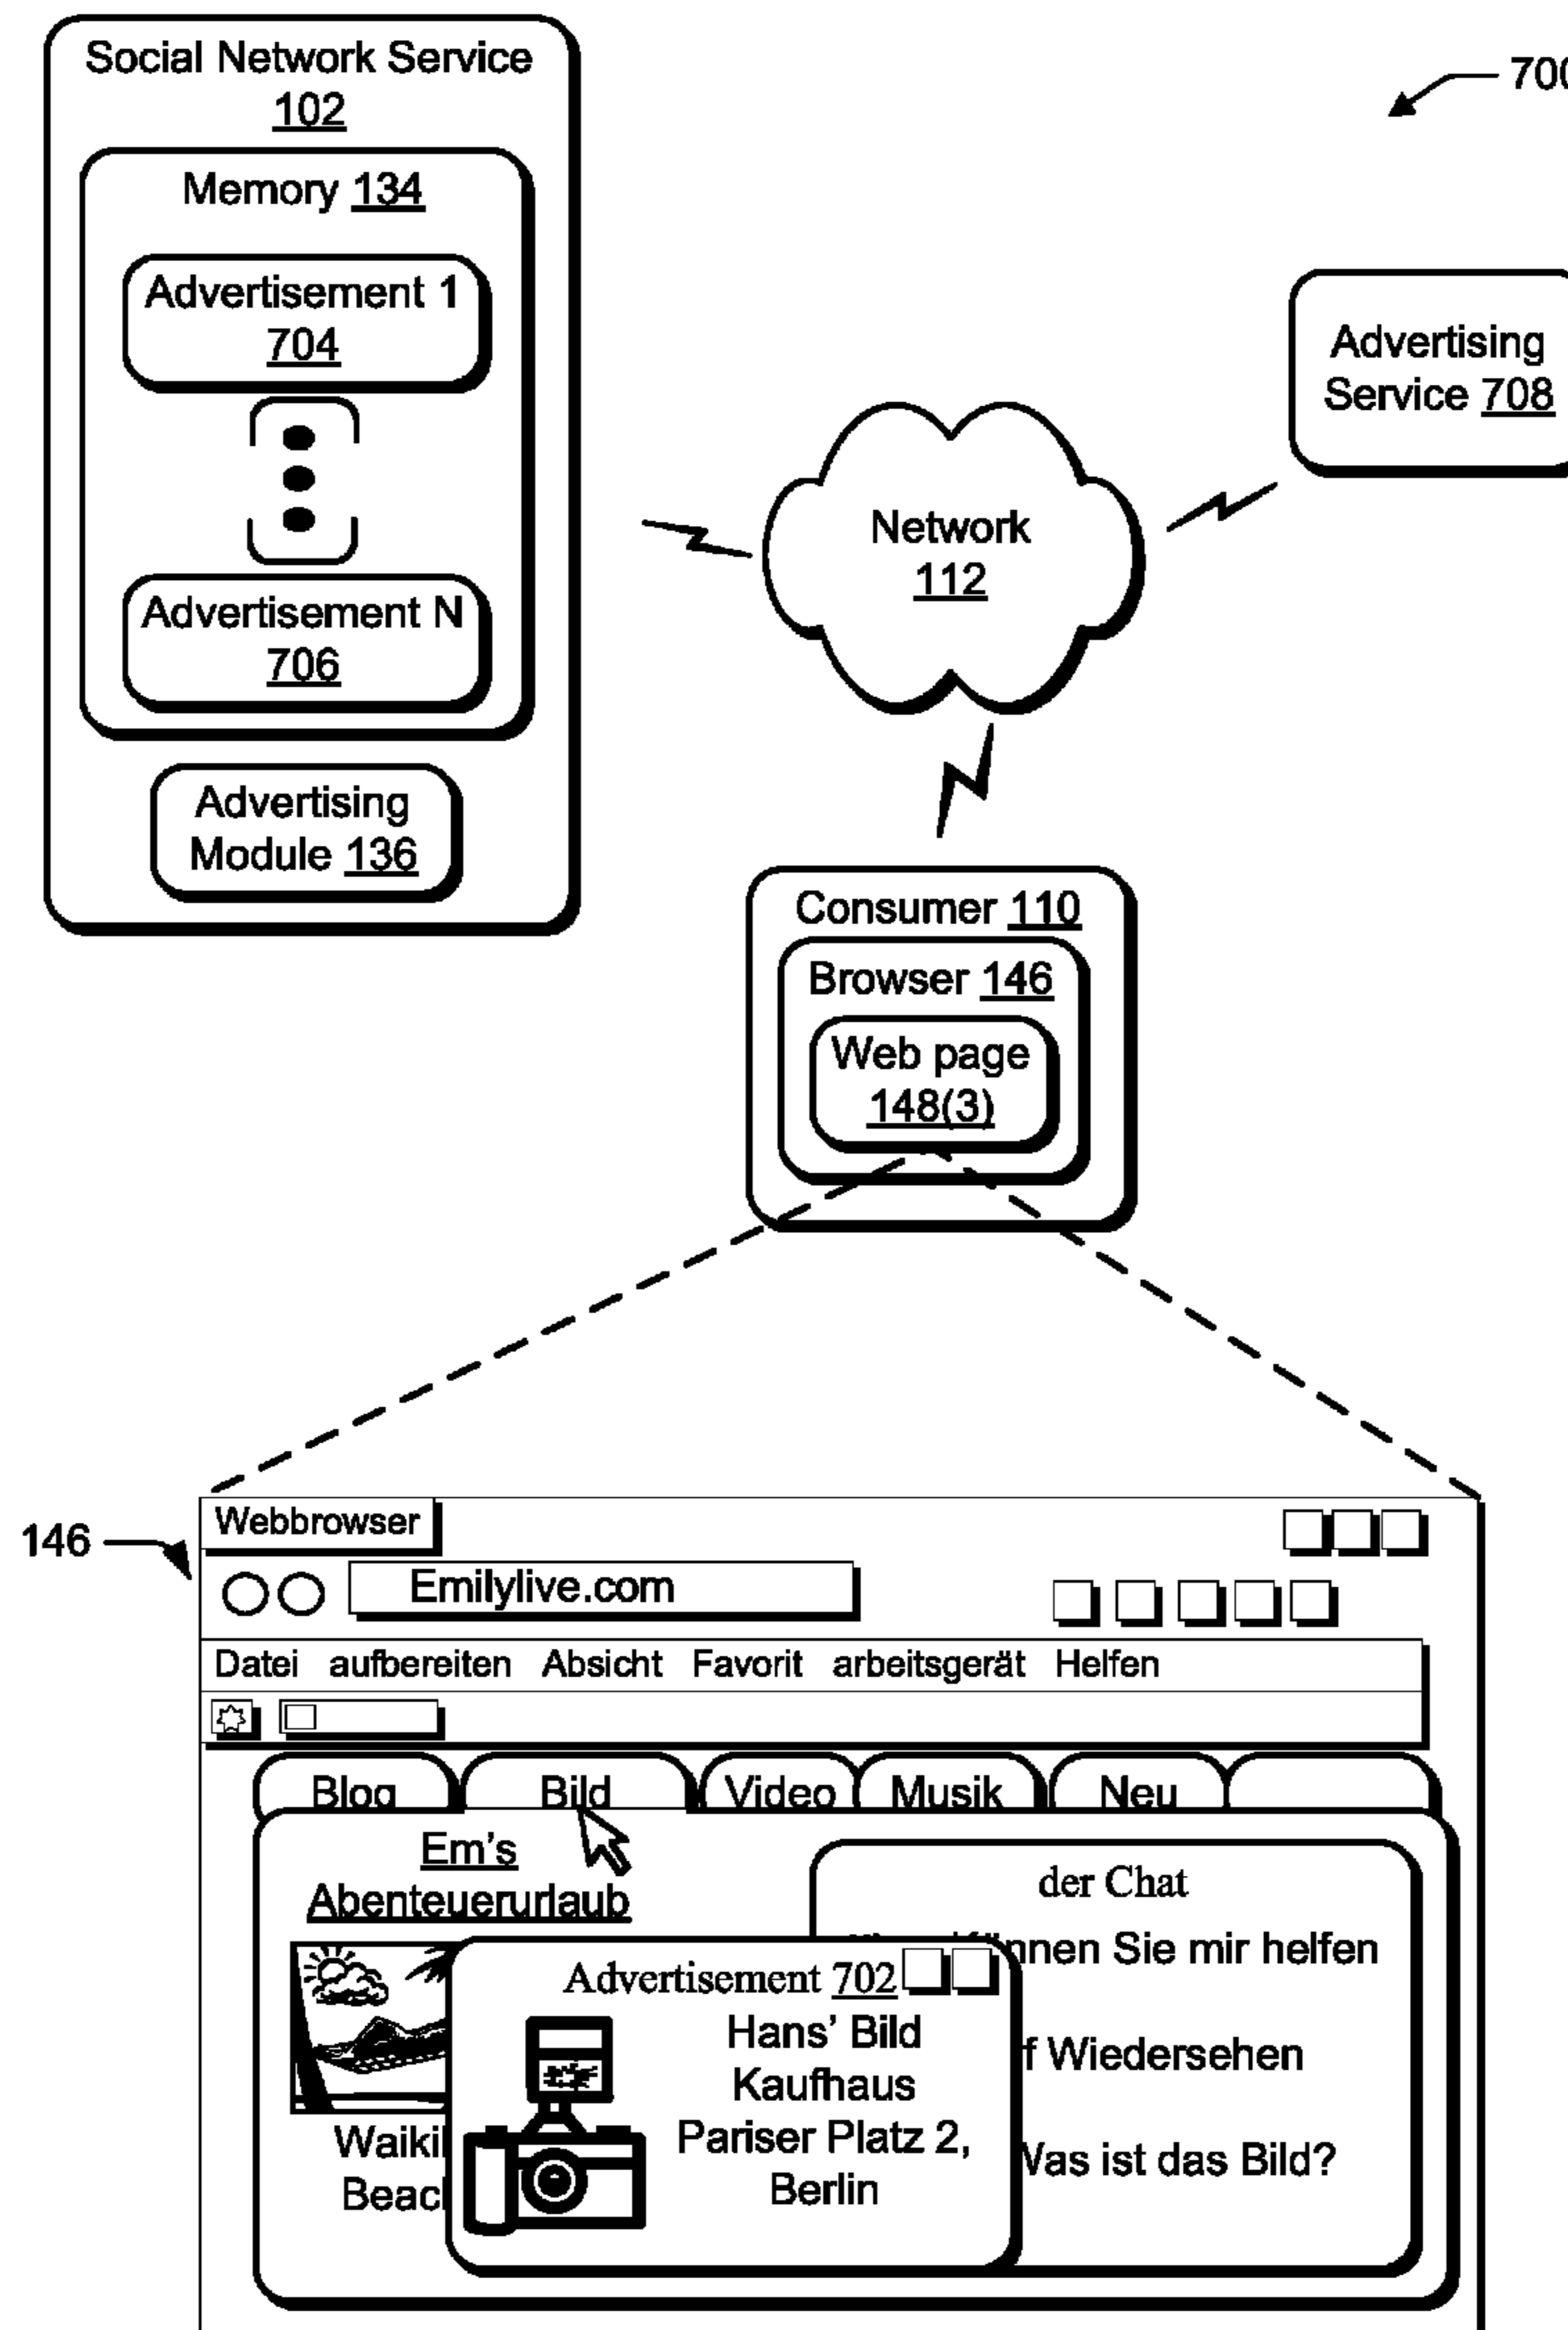 Social Network Service
102
Memory 134
Advertisement 1
704
Advertisement N
706
Advertising
Module 136
700
Advertising
Service 708
Network
112
Consumer 110
Browser 146
Web page
148(3)
146
Webbrowser
Emilylive.com
Datei aufbereiten Absicht Favorit arbeitsgerät Helfen
Blog Bild Video Musik Neu
Em's
Abenteuerurlaub
Waikil
Beacl
Advertisement 702
Hans' Bild
Kaufhaus
Pariser Platz 2,
Berlin
der Chat
nnen Sie mir helfen
f Wiedersehen
Was ist das Bild?